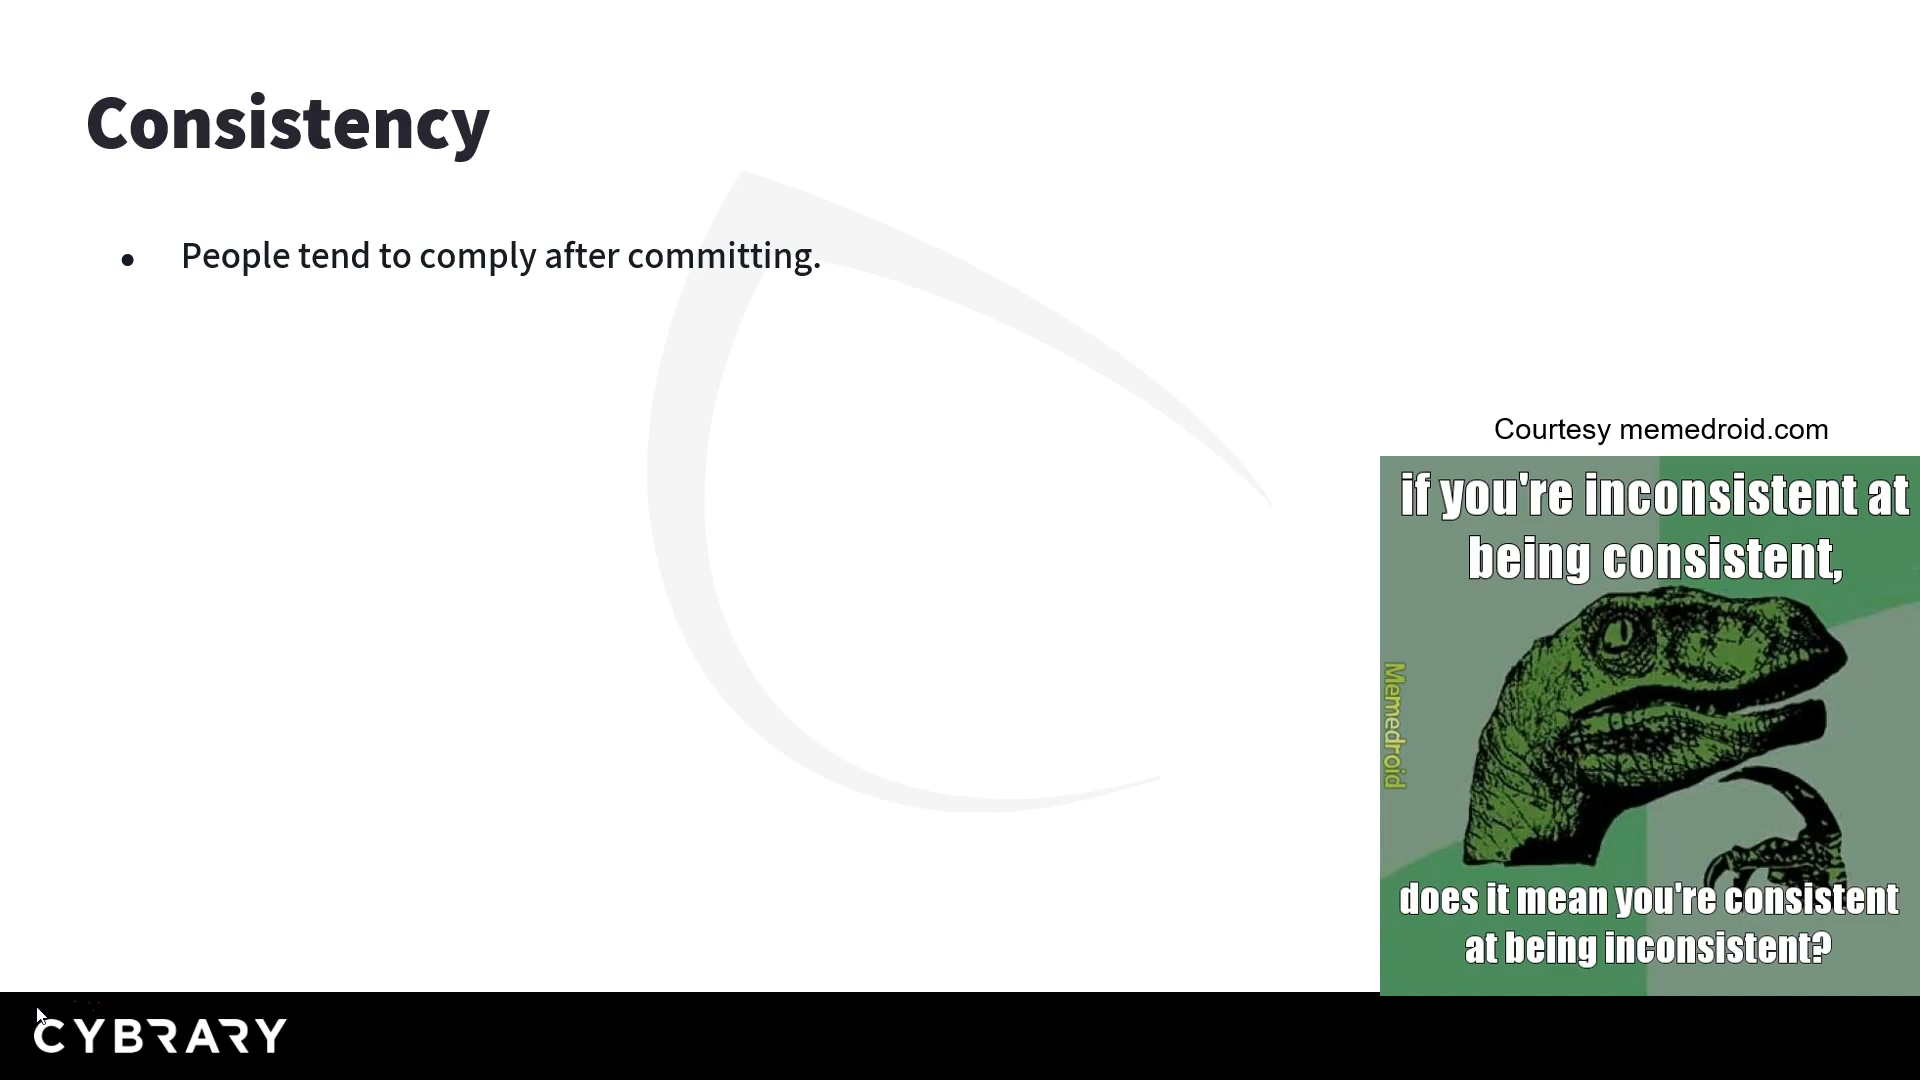 Consistency
• People tend to comply after committing.
Courtesy memedroid.com
if you're inconsistent at
being consistent,
Memedroid
does it mean you're consistent
at being inconsistent?
CYBRARY